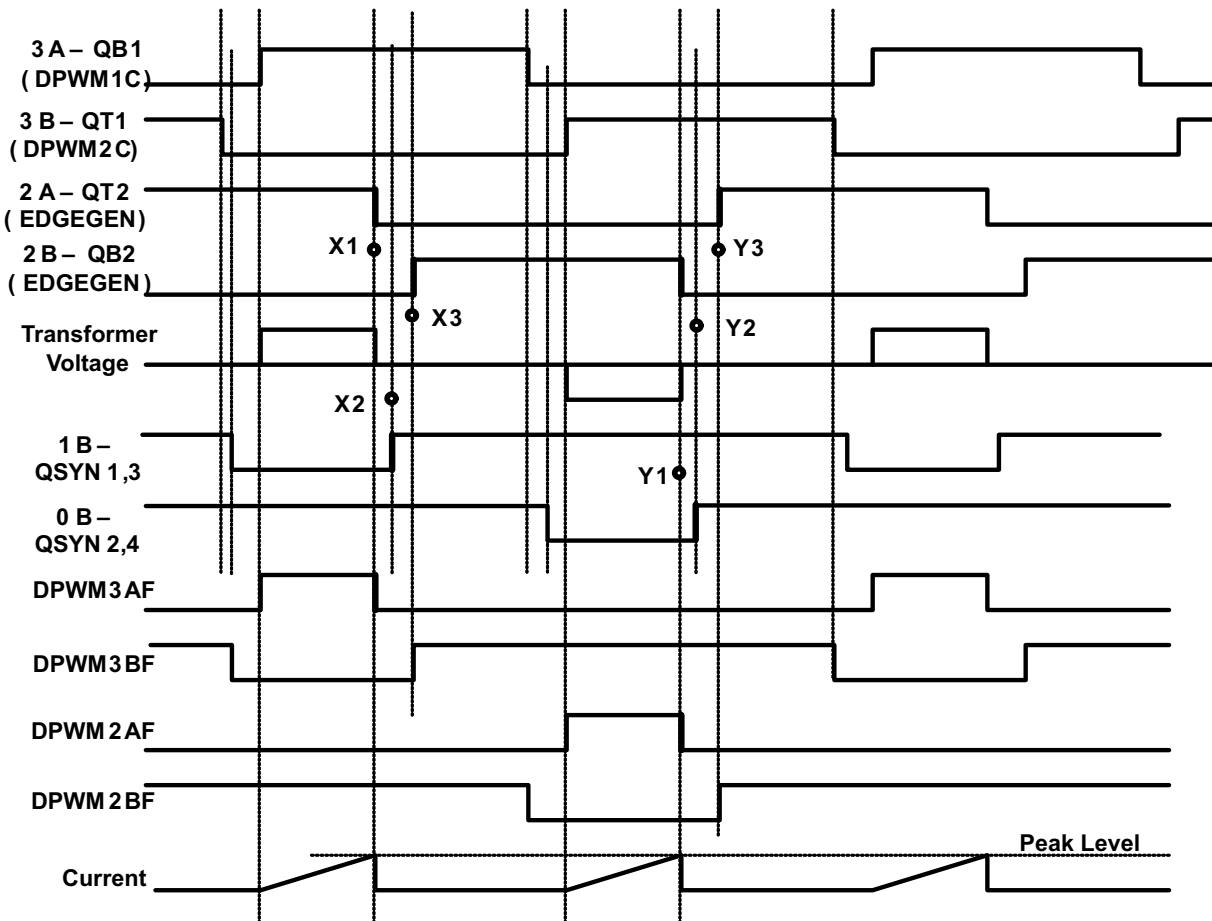 3 A – QB1
( DPWM1C)
3 B – QT1
( DPWM2C)
2 A – QT2
( EDGEGEN)
X1
Y3
2 B – QB2
( EDGEGEN)
X3
Y2
Transformer
Voltage
X2
1 B –
QSYN 1,3
Y1
0 B –
QSYN 2,4
DPWM3AF
DPWM3BF
DPWM2AF
DPWM2BF
Peak Level
Current